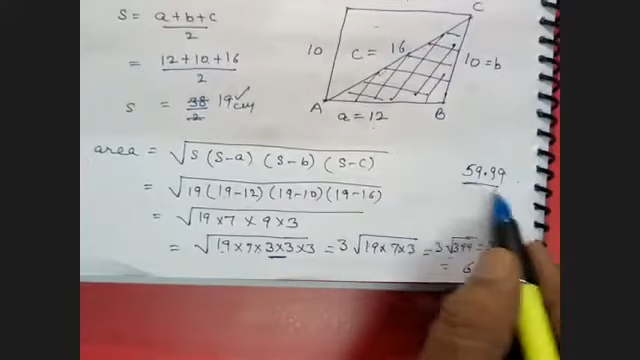 S = a+b+c
2
= 12+10+16
2
S = 38 19 cm
2
C
10
C = 16
10 = b
A
B
a = 12
area = √S (S-a) (S-b) (S-c)
59.99
= √19 (19-12) (19-10) (19-16)
= √19 × 7 × 9 × 3
= √19×7×3×3×3 = 3 √19×7×3 = 3√399 =
= 6